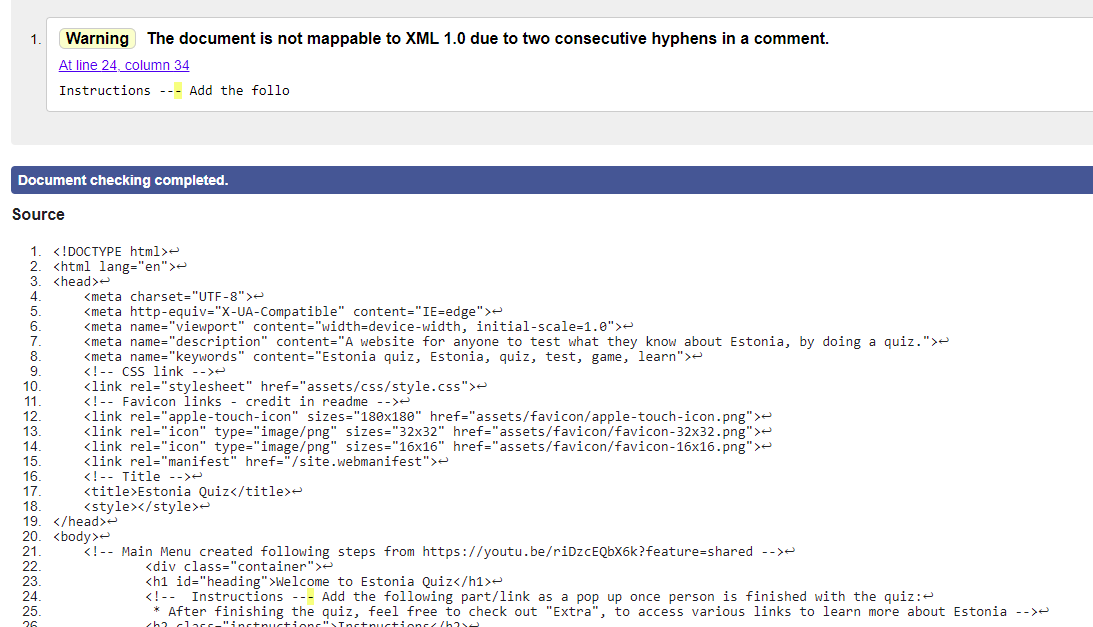 1. Warning The document is not mappable to XML 1.0 due to two consecutive hyphens in a comment.
At line 24, column 34
Instructions --- Add the follo
Document checking completed.
Source
1. <!DOCTYPE html>↩
2. <html lang="en">↩
3. <head>↩
4.     <meta charset="UTF-8">↩
5.     <meta http-equiv="X-UA-Compatible" content="IE=edge">↩
6.     <meta name="viewport" content="width=device-width, initial-scale=1.0">↩
7.     <meta name="description" content="A website for anyone to test what they know about Estonia, by doing a quiz.">↩
8.     <meta name="keywords" content="Estonia quiz, Estonia, quiz, test, game, learn">↩
9.     <!-- CSS link -->↩
10.     <link rel="stylesheet" href="assets/css/style.css">↩
11.     <!-- Favicon links - credit in readme -->↩
12.     <link rel="apple-touch-icon" sizes="180x180" href="assets/favicon/apple-touch-icon.png">↩
13.     <link rel="icon" type="image/png" sizes="32x32" href="assets/favicon/favicon-32x32.png">↩
14.     <link rel="icon" type="image/png" sizes="16x16" href="assets/favicon/favicon-16x16.png">↩
15.     <link rel="manifest" href="/site.webmanifest">↩
16.     <!-- Title -->↩
17.     <title>Estonia Quiz</title>↩
18.     <style></style>↩
19. </head>↩
20. <body>↩
21.     <!-- Main Menu created following steps from https://youtu.be/riDzcEQbX6k?feature=shared -->↩
22.             <div class="container">↩
23.             <h1 id="heading">Welcome to Estonia Quiz</h1>↩
24.             <!--  Instructions --- Add the following part/link as a pop up once person is finished with the quiz:↩
25.              * After finishing the quiz, feel free to check out "Extra", to access various links to learn more about Estonia -->↩
26.             <h2 class="instructions">Instructions</h2>↩